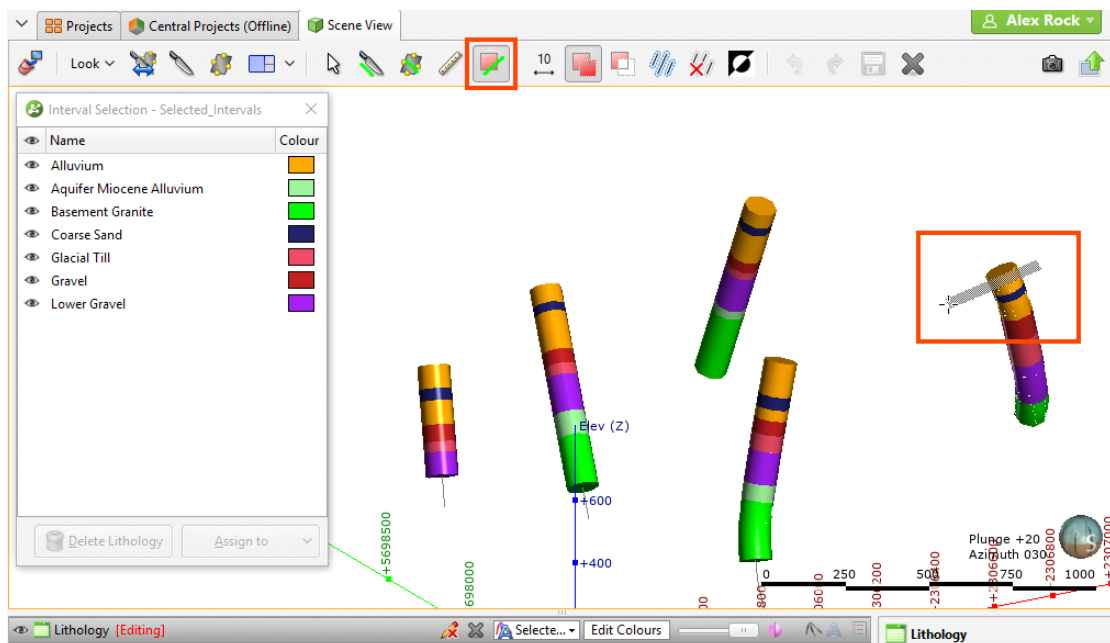 Projects
Central Projects (Offline)
Scene View
Alex Rock
Look
10
Interval Selection - Selected_Intervals
Name Colour
Alluvium
Aquifer Miocene Alluvium
Basement Granite
Coarse Sand
Glacial Till
Gravel
Lower Gravel
Delete Lithology
Assign to
Elev (Z)
+600
+400
+5698500
698000
Plunge +20
Azimuth 030
0 250 500 750 1000
Lithology [Editing]
Selecte...
Edit Colours
Lithology